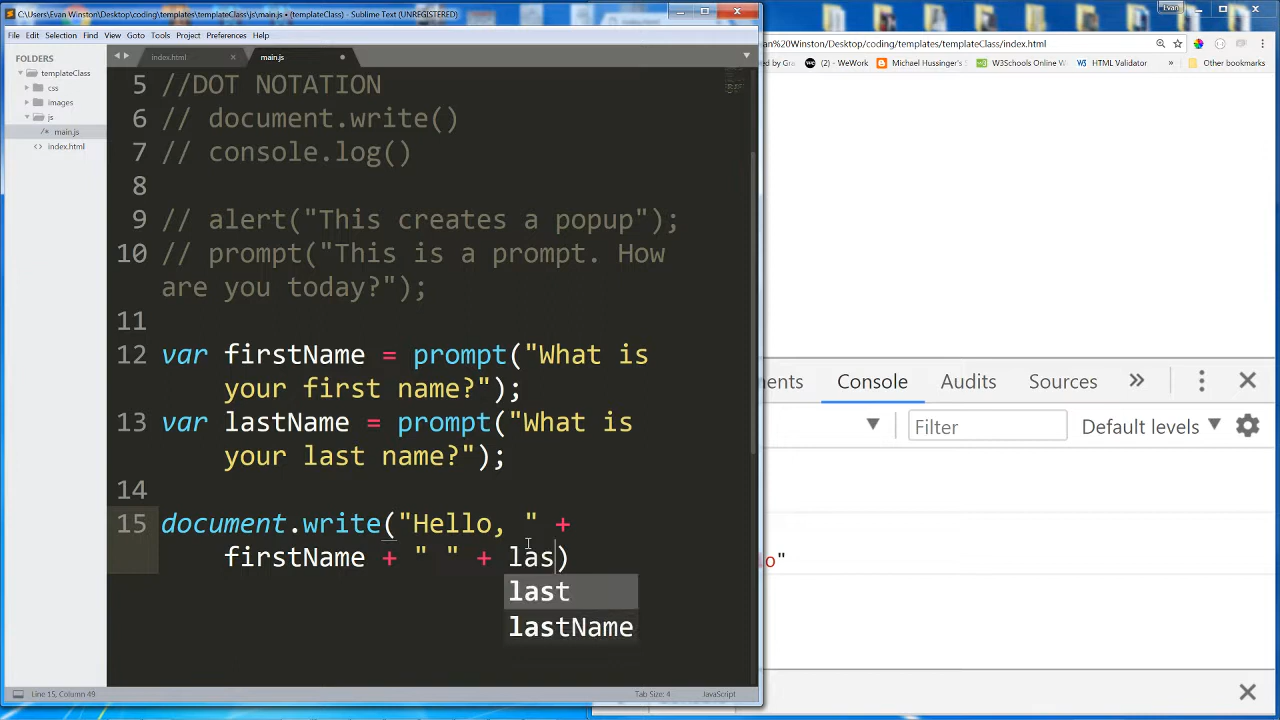 C:\Users\Evan Winston\Desktop\coding\templates\templateClass\js\main.js • (templateClass) - Sublime Text (UNREGISTERED)
Evan
File Edit Selection Find View Goto Tools Project Preferences Help
an%20Winston/Desktop/coding/templates/templateClass/index.html
FOLDERS
templateClass
css
images
js
/* main.js
<> index.html
index.html
main.js
by Gra
(2) - WeWork
Michael Hussinger's
W3Schools Online We
HTML Validator
»
Other bookmarks
5 //DOT NOTATION
6 // document.write()
7 // console.log()
8
9 // alert("This creates a popup");
10 // prompt("This is a prompt. How
are you today?");
11
12 var firstName = prompt("What is
your first name?");
13 var lastName = prompt("What is
your last name?");
14
15 document.write("Hello, " +
firstName + " " + las)
last
lastName
ents Console Audits Sources »
Filter Default levels
o"
Line 15, Column 49
Tab Size: 4
JavaScript